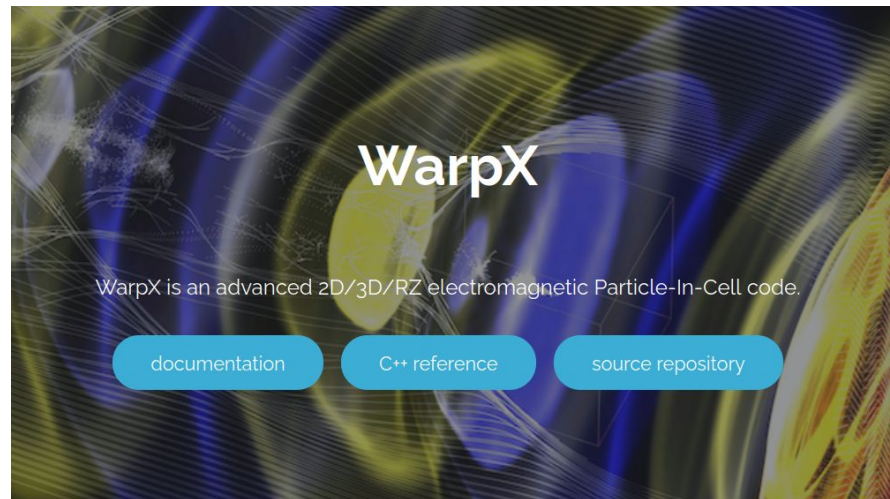 WarpX
WarpX is an advanced 2D/3D/RZ electromagnetic Particle-In-Cell code.
documentation
C++ reference
source repository